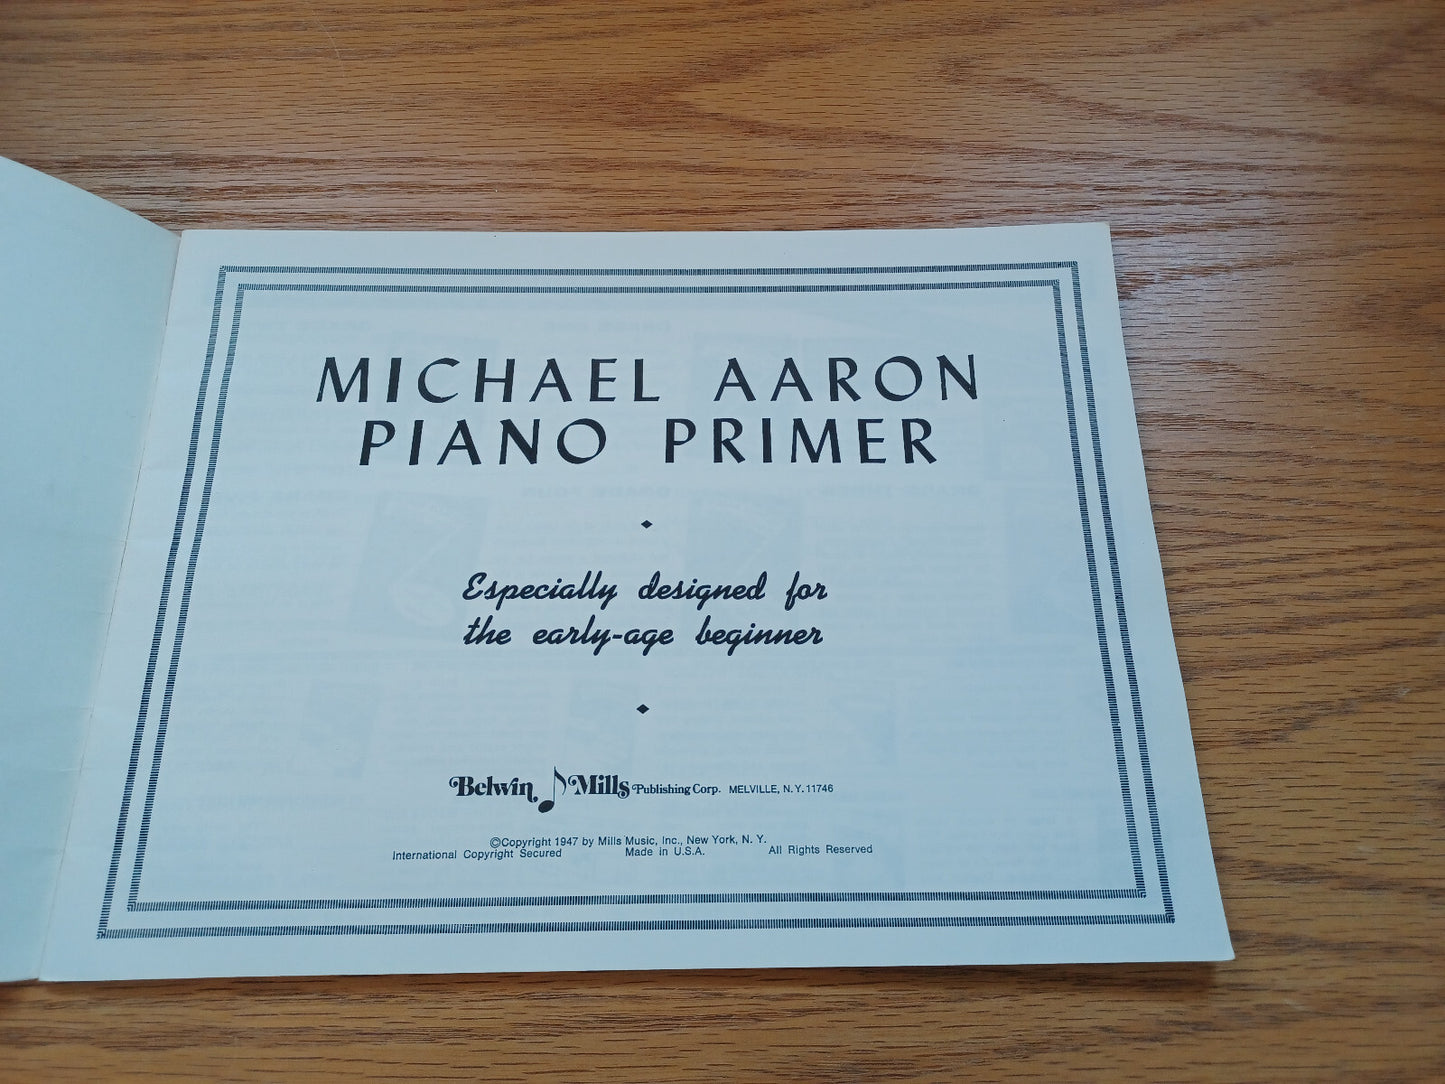 MICHAEL AARON
PIANO PRIMER
Especially designed for
the early-age beginner
Belwin Mills Publishing Corp. MELVILLE, N.Y. 11746
©Copyright 1947 by Mills Music, Inc., New York, N. Y.
International Copyright Secured Made in U.S.A. All Rights Reserved